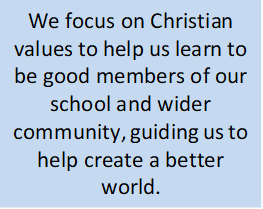 We focus on Christian
values to help us learn to
be good members of our
school and wider
community, guiding us to
help create a better
world.